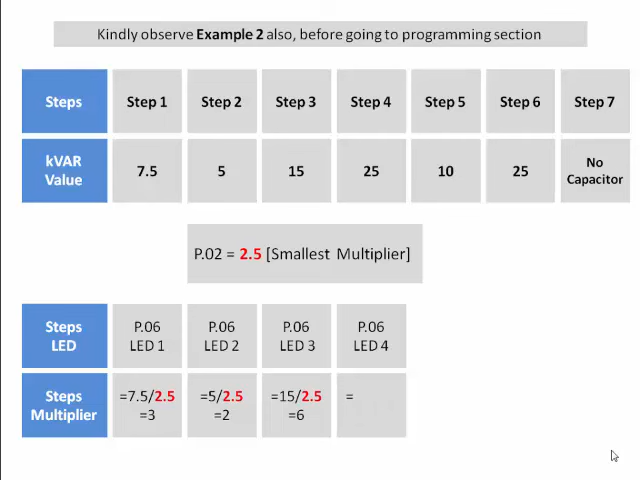 Kindly observe Example 2 also, before going to programming section
Steps Step 1 Step 2 Step 3 Step 4 Step 5 Step 6 Step 7
kVAR Value 7.5 5 15 25 10 25 No Capacitor
P.02 = 2.5 [Smallest Multiplier]
Steps LED P.06 LED 1 P.06 LED 2 P.06 LED 3 P.06 LED 4
Steps Multiplier =7.5/2.5 =3 =5/2.5 =2 =15/2.5 =6 =